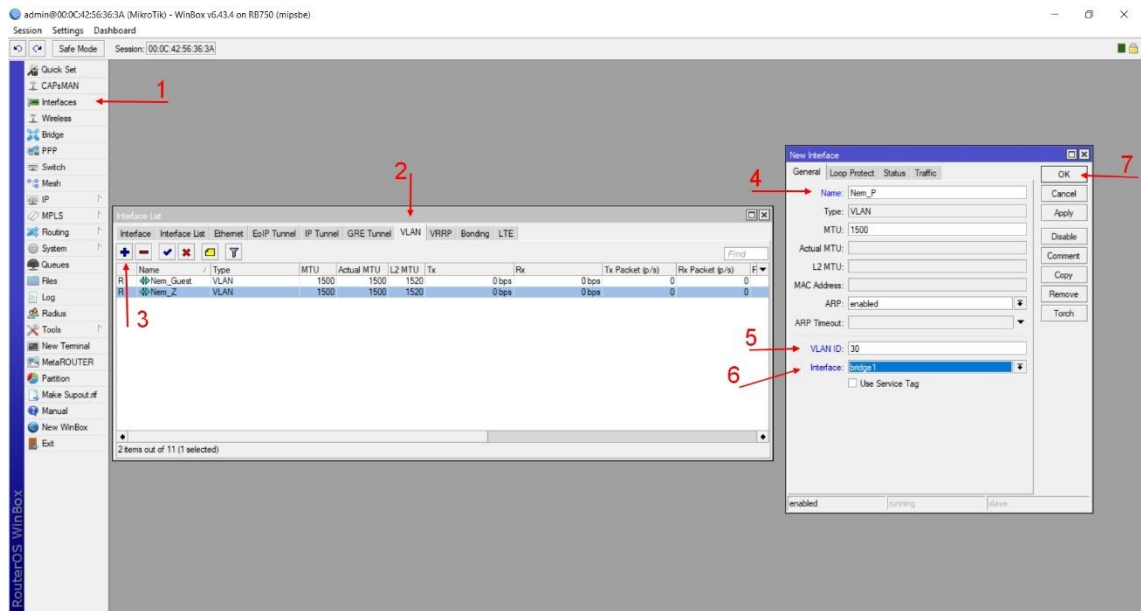 admin@00:0C:42:56:36:3A (MikroTik) - WinBox v6.43.4 on RB750 (mipsbe)
Session Settings Dashboard
Safe Mode Session: 00:0C:42:56:36:3A
Quick Set
CAPsMAN
Interfaces
Wireless
Bridge
PPP
Switch
Mesh
IP
MPLS
Routing
System
Queues
Files
Log
Radius
Tools
New Terminal
MetaROUTER
Partition
Make Supout.rif
Manual
New WinBox
Exit
RouterOS WinBox
1
2
3
Interface List
Interface Interface List Ethernet EoIP Tunnel IP Tunnel GRE Tunnel VLAN VRRP Bonding LTE
Find
Name / Type MTU Actual MTU L2 MTU Tx Rx Tx Packet (p/s) Rx Packet (p/s) F
R Nem_Guest VLAN 1500 1500 1520 0 bps 0 bps 0 0
R Nem_Z VLAN 1500 1500 1520 0 bps 0 bps 0 0
2 items out of 11 (1 selected)
4
5
6
7
New Interface
General Loop Protect Status Traffic
Name: Nem_P
Type: VLAN
MTU: 1500
Actual MTU:
L2 MTU:
MAC Address:
ARP: enabled
ARP Timeout:
VLAN ID: 30
Interface: bridge1
Use Service Tag
OK
Cancel
Apply
Disable
Comment
Copy
Remove
Torch
enabled running slave